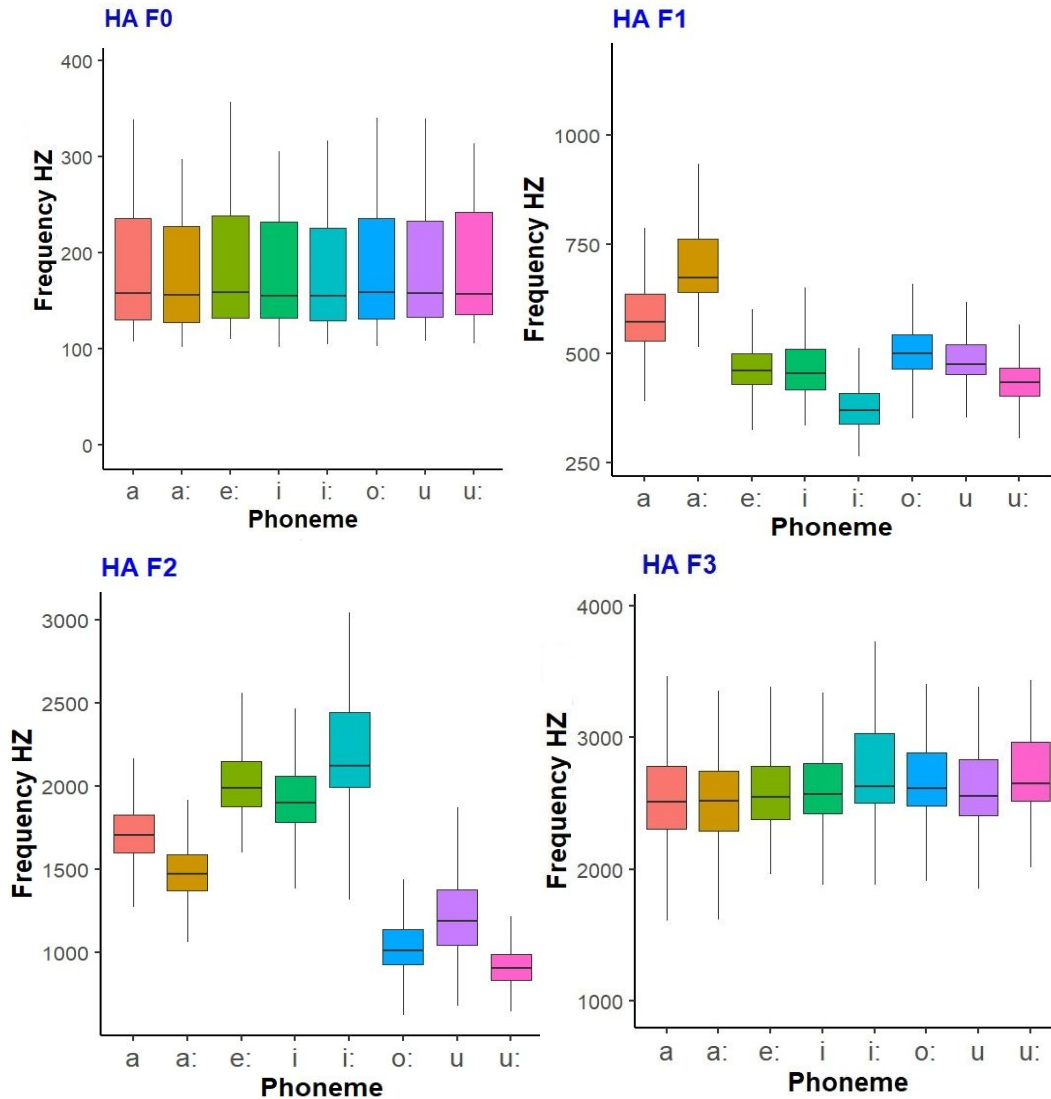 HA F0
400
300
200
100
0
Frequency HZ
a a: e: i i: o: u u:
Phoneme
HA F1
1000
750
500
250
Frequency HZ
a a: e: i i: o: u u:
Phoneme
HA F2
3000
2500
2000
1500
1000
Frequency HZ
a a: e: i i: o: u u:
Phoneme
HA F3
4000
3000
2000
1000
Frequency HZ
a a: e: i i: o: u u:
Phoneme